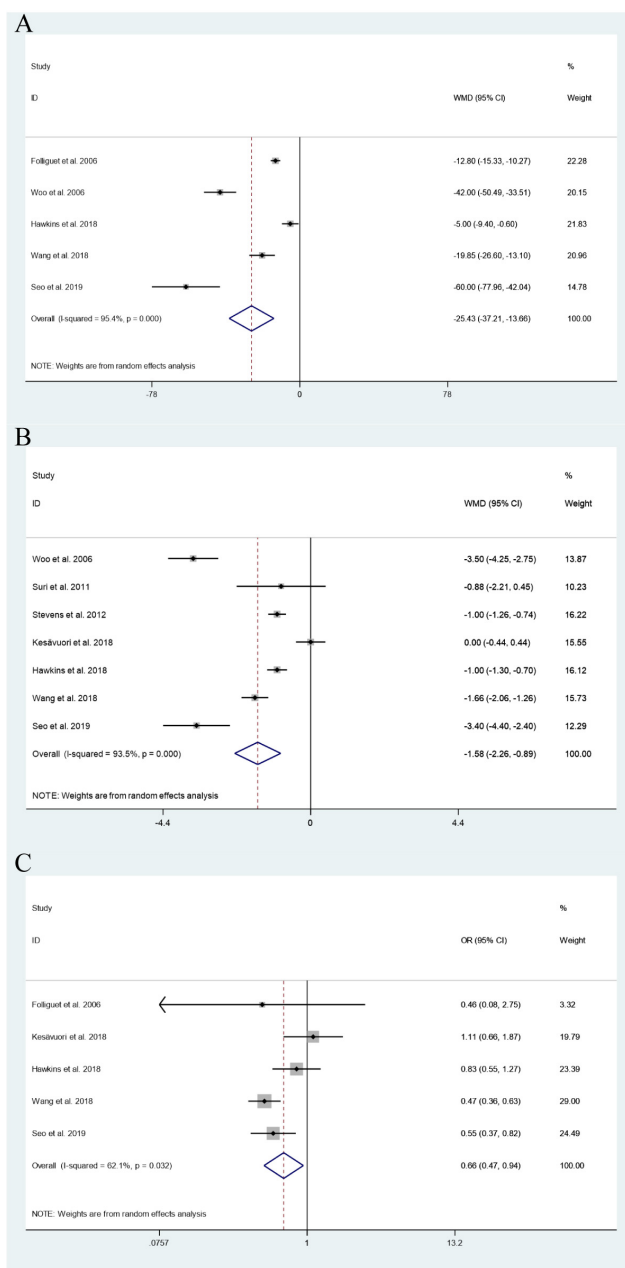 A
Study %
ID WMD (95% CI) Weight
Folliguet et al. 2006 -12.80 (-15.33, -10.27) 22.28
Woo et al. 2006 -42.00 (-50.49, -33.51) 20.15
Hawkins et al. 2018 -5.00 (-9.40, -0.60) 21.83
Wang et al. 2018 -19.85 (-26.60, -13.10) 20.96
Seo et al. 2019 -60.00 (-77.96, -42.04) 14.78
Overall (I-squared = 95.4%, p = 0.000) -25.43 (-37.21, -13.66) 100.00
NOTE: Weights are from random effects analysis
-78 0 78
B
Study %
ID WMD (95% CI) Weight
Woo et al. 2006 -3.50 (-4.25, -2.75) 13.87
Suri et al. 2011 -0.88 (-2.21, 0.45) 10.23
Stevens et al. 2012 -1.00 (-1.26, -0.74) 16.22
Kesävuori et al. 2018 0.00 (-0.44, 0.44) 15.55
Hawkins et al. 2018 -1.00 (-1.30, -0.70) 16.12
Wang et al. 2018 -1.66 (-2.06, -1.26) 15.73
Seo et al. 2019 -3.40 (-4.40, -2.40) 12.29
Overall (I-squared = 93.5%, p = 0.000) -1.58 (-2.26, -0.89) 100.00
NOTE: Weights are from random effects analysis
-4.4 0 4.4
C
Study %
ID OR (95% CI) Weight
Folliguet et al. 2006 0.46 (0.08, 2.75) 3.32
Kesävuori et al. 2018 1.11 (0.66, 1.87) 19.79
Hawkins et al. 2018 0.83 (0.55, 1.27) 23.39
Wang et al. 2018 0.47 (0.36, 0.63) 29.00
Seo et al. 2019 0.55 (0.37, 0.82) 24.49
Overall (I-squared = 62.1%, p = 0.032) 0.66 (0.47, 0.94) 100.00
NOTE: Weights are from random effects analysis
.0757 1 13.2